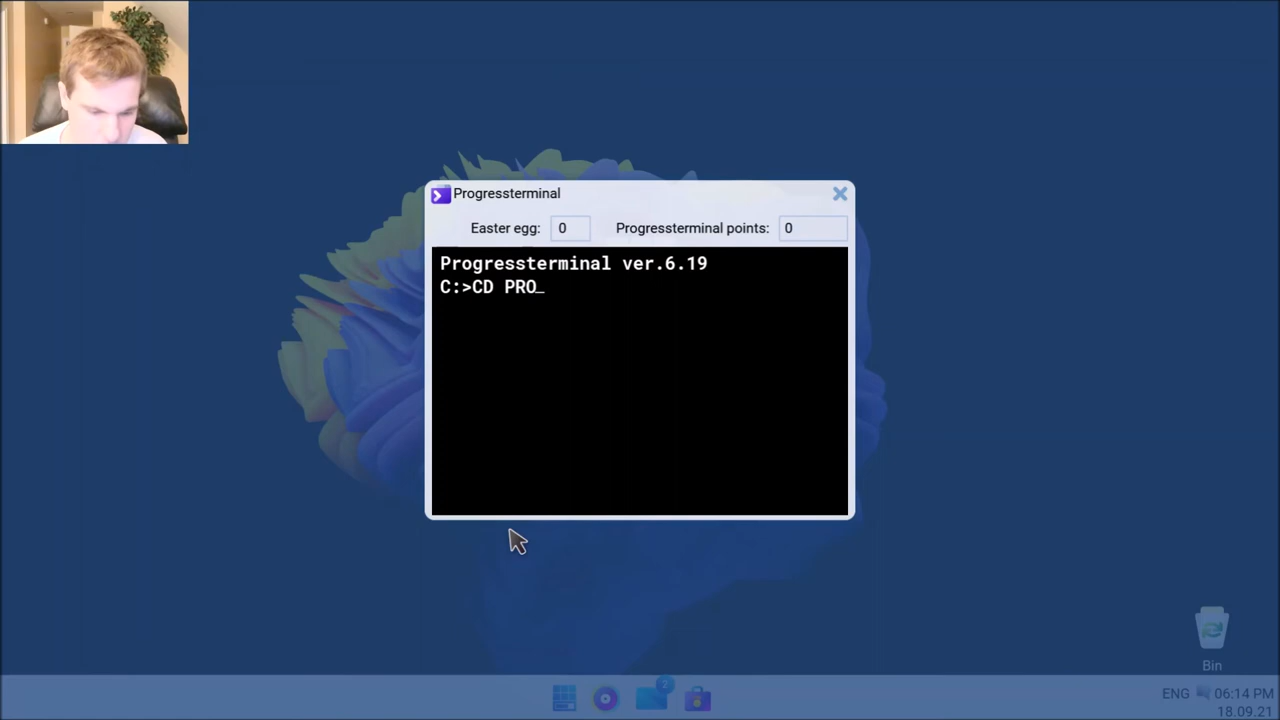 Progressterminal
Easter egg: 0 Progressterminal points: 0
Progressterminal ver.6.19
C:>CD PRO_
Bin
2
ENG 06:14 PM
18.09.21